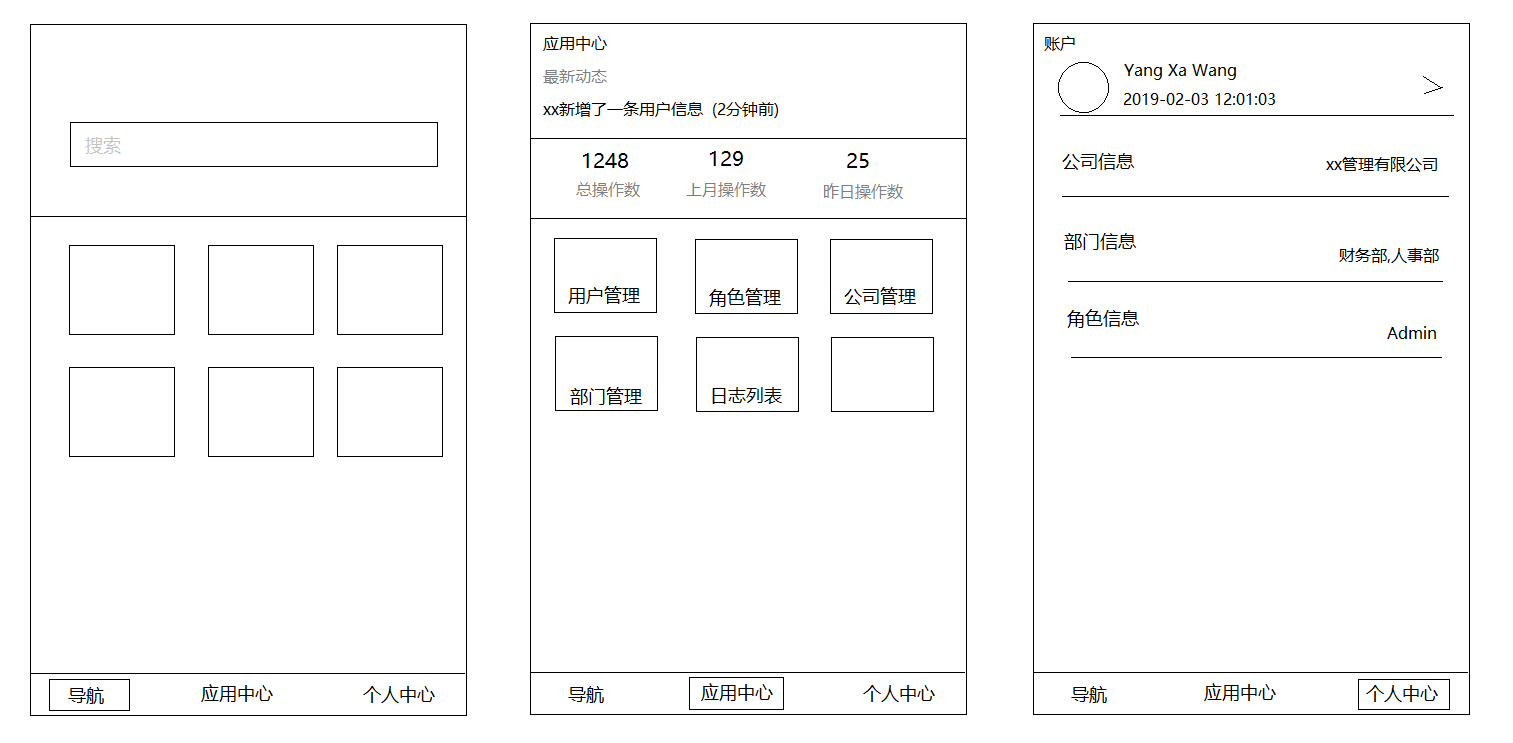 搜索
导航
应用中心
个人中心
应用中心
最新动态
xx新增了一条用户信息 (2分钟前)
1248
129
25
总操作数
上月操作数
昨日操作数
用户管理
角色管理
公司管理
部门管理
日志列表
导航
应用中心
个人中心
账户
Yang Xa Wang
2019-02-03 12:01:03
>
公司信息
xx管理有限公司
部门信息
财务部,人事部
角色信息
Admin
导航
应用中心
个人中心